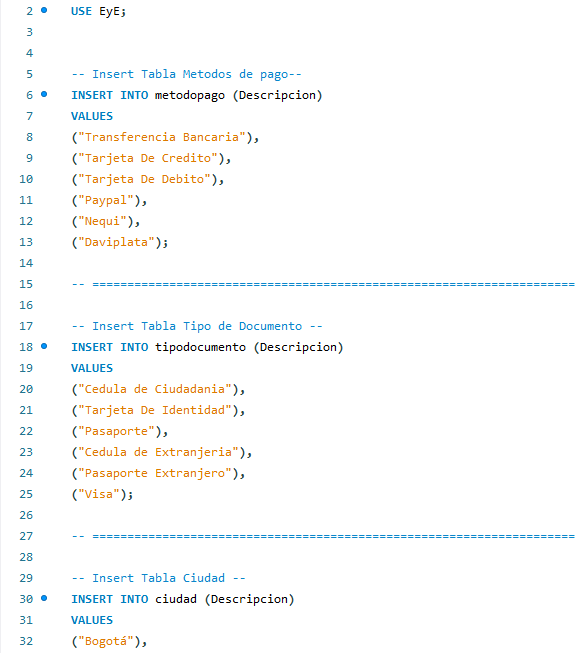 2 USE EyE;
3
4
5 -- Insert Tabla Metodos de pago--
6 INSERT INTO metodopago (Descripcion)
7 VALUES
8 ("Transferencia Bancaria"),
9 ("Tarjeta De Credito"),
10 ("Tarjeta De Debito"),
11 ("Paypal"),
12 ("Nequi"),
13 ("Daviplata");
14
15 -- =====================================================================
16
17 -- Insert Tabla Tipo de Documento --
18 INSERT INTO tipodocumento (Descripcion)
19 VALUES
20 ("Cedula de Ciudadania"),
21 ("Tarjeta De Identidad"),
22 ("Pasaporte"),
23 ("Cedula de Extranjeria"),
24 ("Pasaporte Extranjero"),
25 ("Visa");
26
27 -- =====================================================================
28
29 -- Insert Tabla Ciudad --
30 INSERT INTO ciudad (Descripcion)
31 VALUES
32 ("Bogotá"),